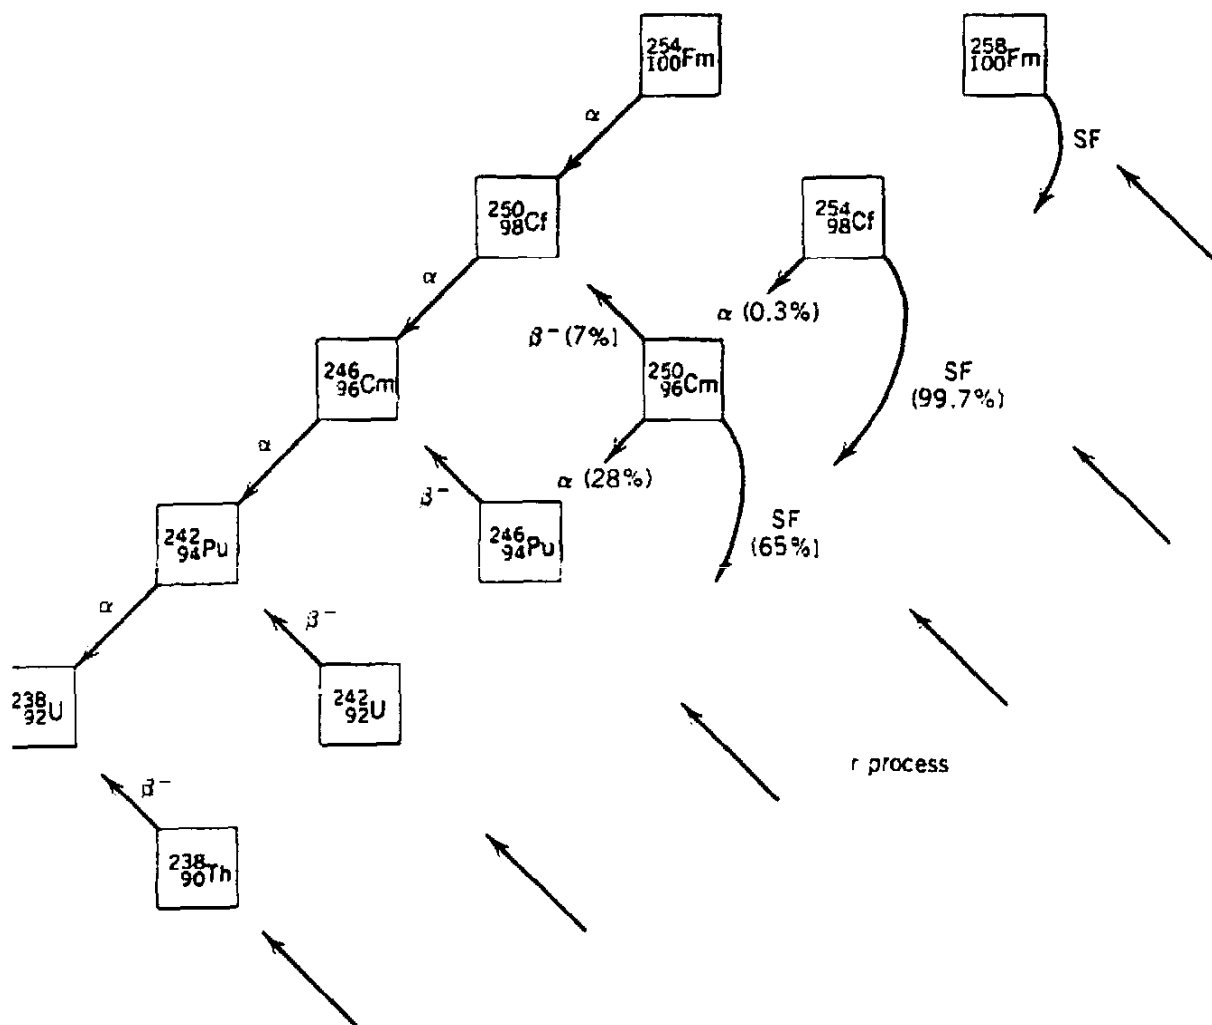 254
100Fm
258
100Fm
α
SF
250
98Cf
254
98Cf
α
α (0.3%)
β− (7%)
246
96Cm
250
96Cm
SF
(99.7%)
α
α (28%)
β−
SF
(65%)
242
94Pu
246
94Pu
α
β−
238
92U
242
92U
r process
β−
238
90Th